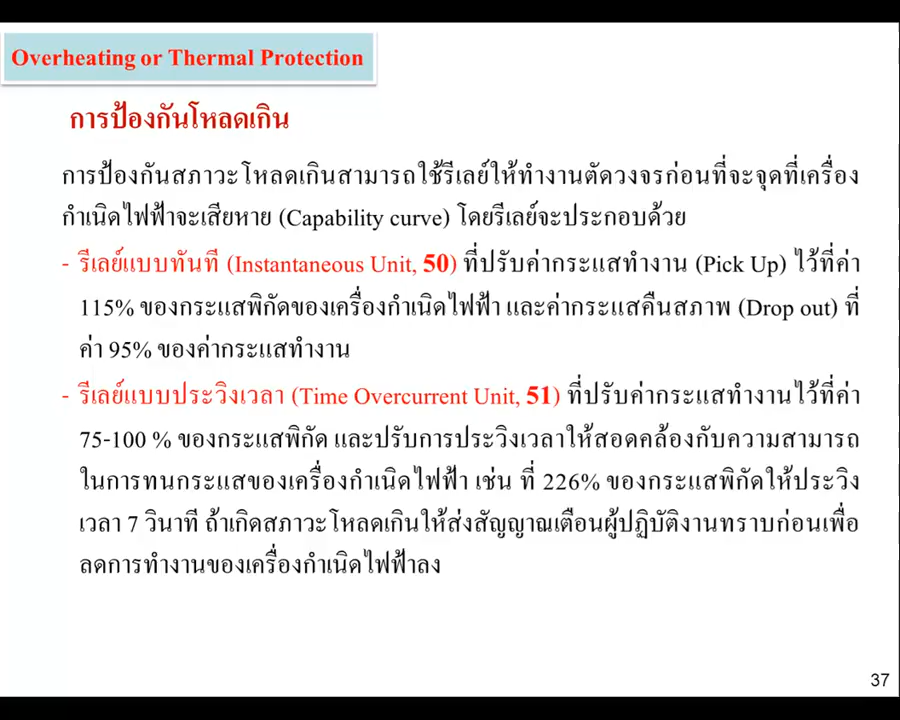 Overheating or Thermal Protection
การป้องกันโหลดเกิน
การป้องกันสภาวะโหลดเกินสามารถใช้รีเลย์ให้ทำงานตัดวงจรก่อนที่จะจุดที่เครื่อง
กำเนิดไฟฟ้าจะเสียหาย (Capability curve) โดยรีเลย์จะประกอบด้วย
- รีเลย์แบบทันที (Instantaneous Unit, 50) ที่ปรับค่ากระแสทำงาน (Pick Up) ไว้ที่ค่า
115% ของกระแสพิกัดของเครื่องกำเนิดไฟฟ้า และค่ากระแสคืนสภาพ (Drop out) ที่
ค่า 95% ของค่ากระแสทำงาน
- รีเลย์แบบประวิงเวลา (Time Overcurrent Unit, 51) ที่ปรับค่ากระแสทำงานไว้ที่ค่า
75-100 % ของกระแสพิกัด และปรับการประวิงเวลาให้สอดคล้องกับความสามารถ
ในการทนกระแสของเครื่องกำเนิดไฟฟ้า เช่น ที่ 226% ของกระแสพิกัดให้ประวิง
เวลา 7 วินาที ถ้าเกิดสภาวะโหลดเกินให้ส่งสัญญาณเตือนผู้ปฏิบัติงานทราบก่อนเพื่อ
ลดการทำงานของเครื่องกำเนิดไฟฟ้าลง
37